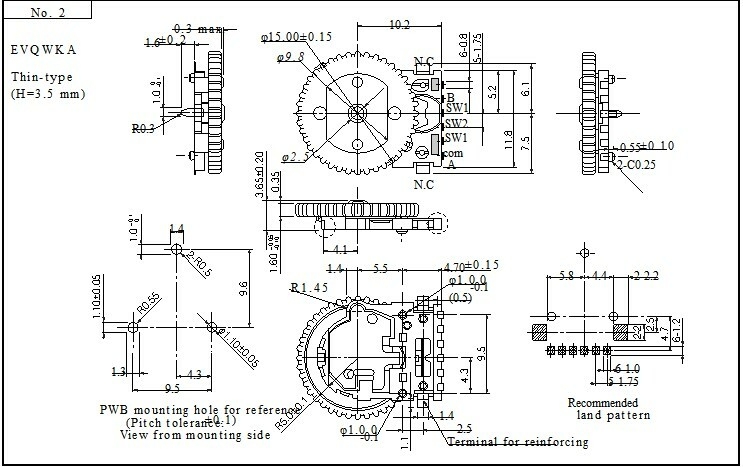 No. 2
EVQWKA
Thin-type
(H=3.5 mm)
0.3 max
1.6±0.2
1.0
R0.3
10.2
φ15.00±0.15
φ9.8
φ2.5
6-0.8
5-1.75
N.C
B
SW1
SW2
SW1
com
A
N.C
5.2
11.8
6.1
7.5
0.55±0.10
2-C0.25
3.65±0.20
0.35
1.60
4.1
1.4
1.0
2-R0.5
9.6
1.10±0.05
R0.55
φ1.10±0.05
1.3
4.3
9.5
PWB mounting hole for reference
(Pitch tolerance: ±0.1)
View from mounting side
1.4
5.5
4.70±0.15
R1.45
φ1.0 0 -0.1
(0.5)
9.5
4.3
φ1.0 0 -0.1
1.1
1.4
2.5
Terminal for reinforcing
5.8
4.4
2-2.2
2.2
2.5
4.7
6-1.2
6-1.0
5-1.75
Recommended
land pattern